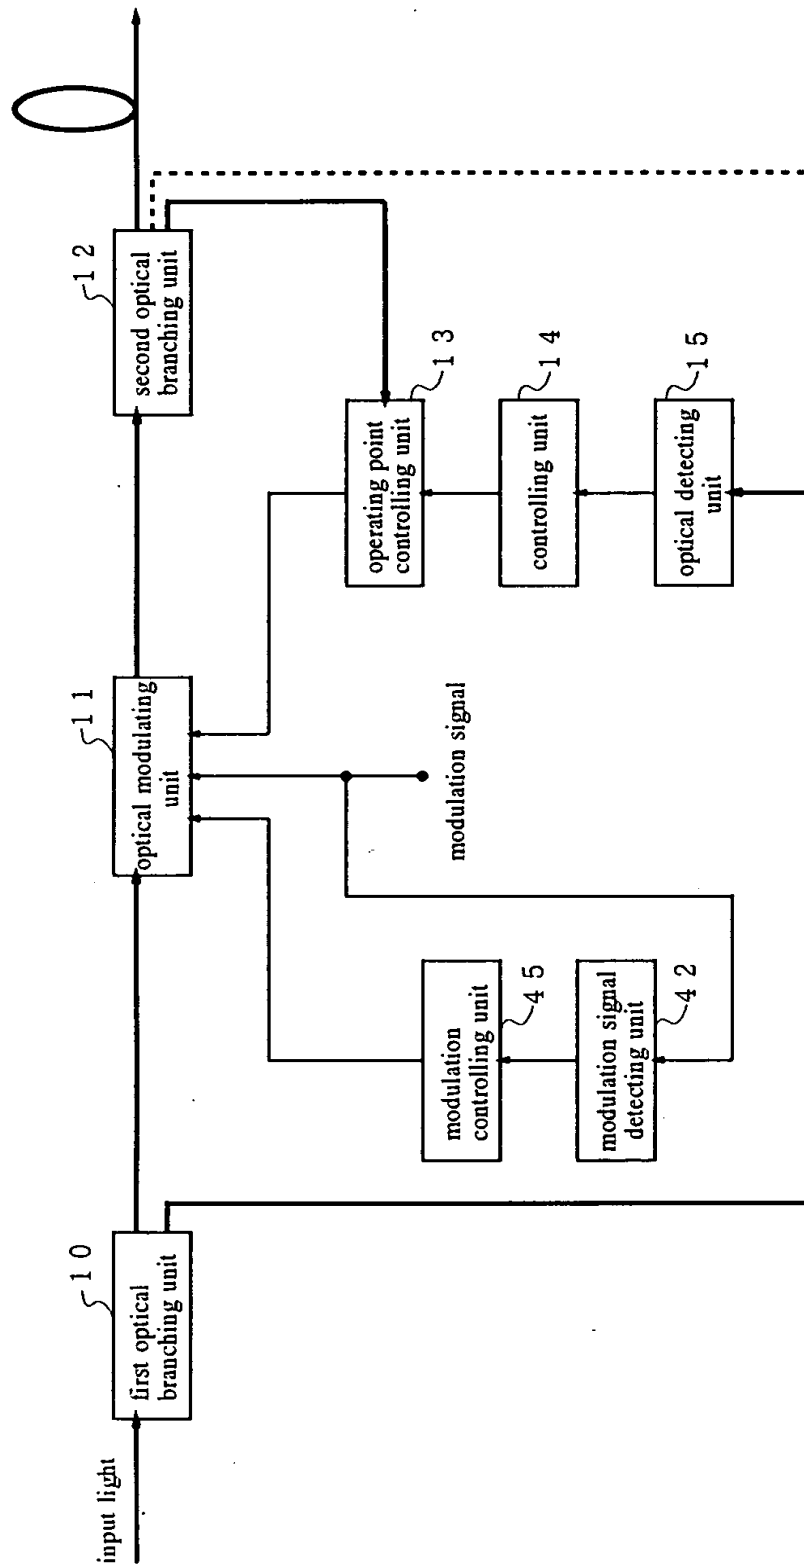 input light
10
first optical
branching unit
11
optical modulating
unit
12
second optical
branching unit
modulation signal
operating point
controlling unit
13
controlling unit
14
optical detecting
unit
15
modulation
controlling unit
45
modulation signal
detecting unit
42